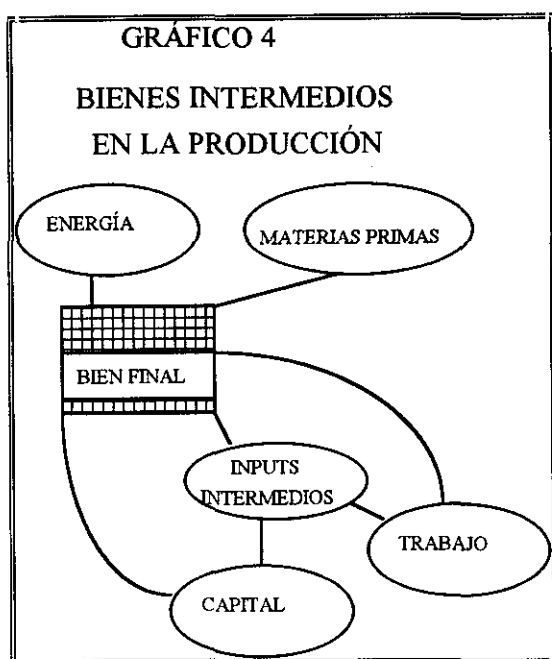 GRÁFICO 4
BIENES INTERMEDIOS
EN LA PRODUCCIÓN
ENERGÍA
MATERIAS PRIMAS
BIEN FINAL
INPUTS
INTERMEDIOS
TRABAJO
CAPITAL